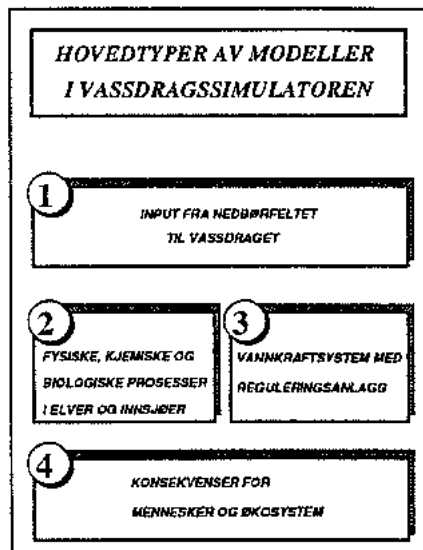 HOVEDTYPER AV MODELLER
I VASSDRAGSSIMULATOREN
1
INPUT FRA NEDBØRFELTET
TIL VASSDRAGET
2
FYSISKE, KJEMISKE OG
BIOLOGISKE PROSESSER
I ELVER OG INNSJØER
3
VANNKRAFTSYSTEM MED
REGULERINGSANLAGG
4
KONSEKVENSER FOR
MENNESKER OG ØKOSYSTEM